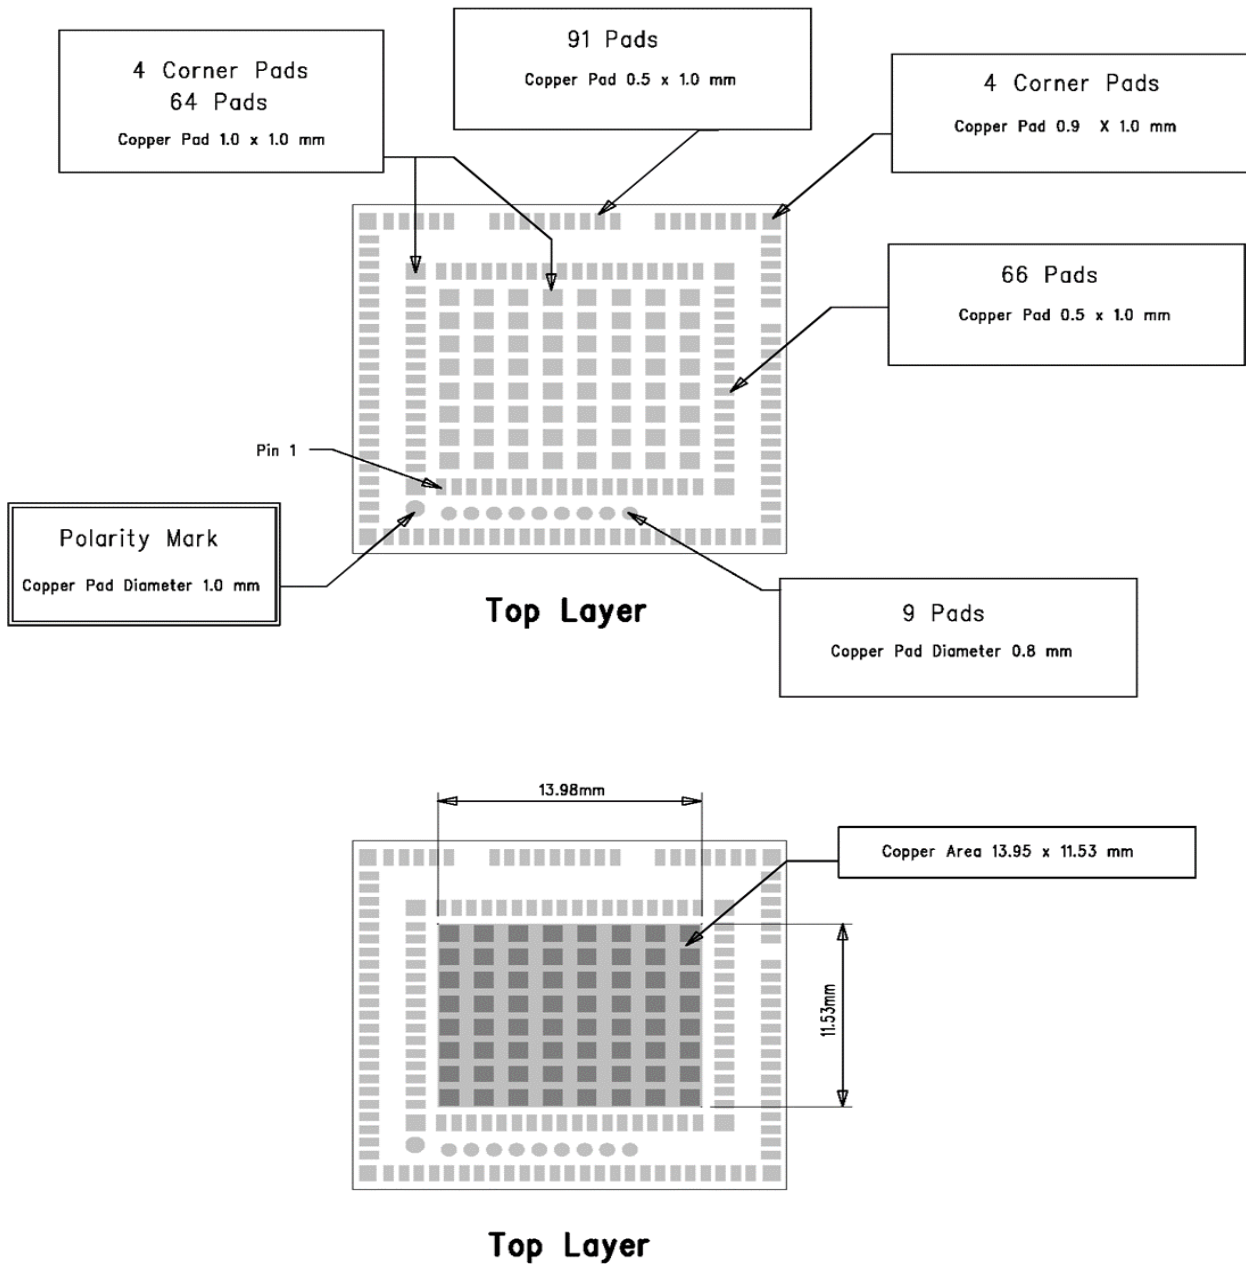 91 Pads
Copper Pad 0.5 x 1.0 mm
4 Corner Pads
64 Pads
Copper Pad 1.0 x 1.0 mm
4 Corner Pads
Copper Pad 0.9 X 1.0 mm
66 Pads
Copper Pad 0.5 x 1.0 mm
Pin 1
Polarity Mark
Copper Pad Diameter 1.0 mm
Top Layer
9 Pads
Copper Pad Diameter 0.8 mm
13.98mm
Copper Area 13.95 x 11.53 mm
11.53mm
Top Layer